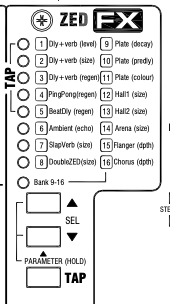 ZED FX
1 Dly+verb (level) 9 Plate (decay)
2 Dly+verb (size) 10 Plate (predly)
3 Dly+verb (regen) 11 Plate (colour)
4 PingPong(regen) 12 Hall1 (size)
5 BeatDly (regen) 13 Hall2 (size)
6 Ambient (echo) 14 Arena (size)
7 SlapVerb (size) 15 Flanger (dpth)
8 DoubleZED(size) 16 Chorus (dpth)
TAP
Bank 9-16
SEL
PARAMETER (HOLD)
TAP
STE